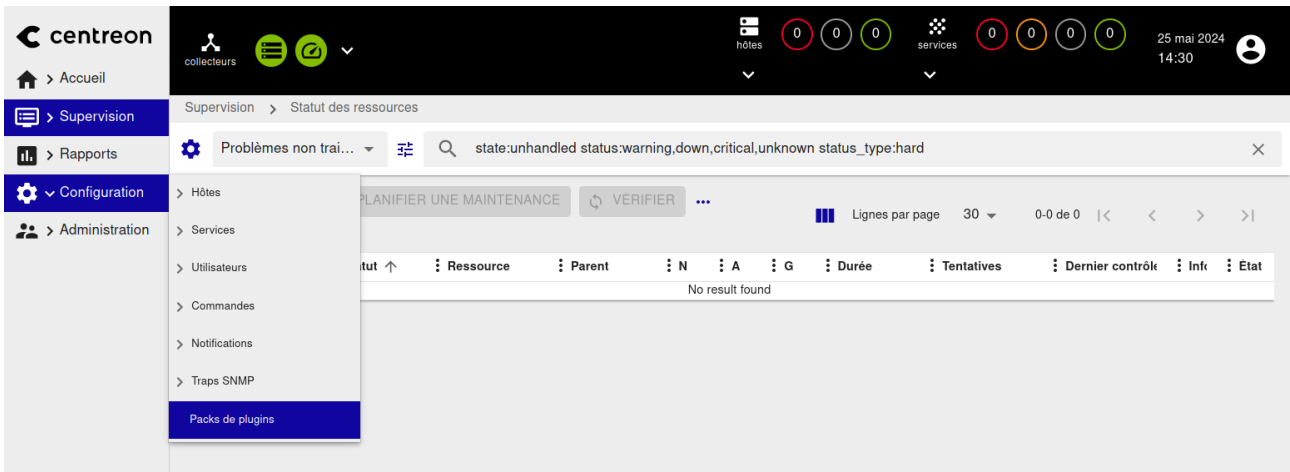 centreon
collecteurs
hôtes
0
0
0
services
0
0
0
0
25 mai 2024
14:30
Accueil
Supervision
Rapports
Configuration
Administration
Supervision > Statut des ressources
Problèmes non trai...
state:unhandled status:warning,down,critical,unknown status_type:hard
Hôtes
Services
Utilisateurs
Commandes
Notifications
Traps SNMP
Packs de plugins
PLANIFIER UNE MAINTENANCE
VÉRIFIER
Lignes par page 30
0-0 de 0
tut
Ressource
Parent
N
A
G
Durée
Tentatives
Dernier contrôle
Info
État
No result found